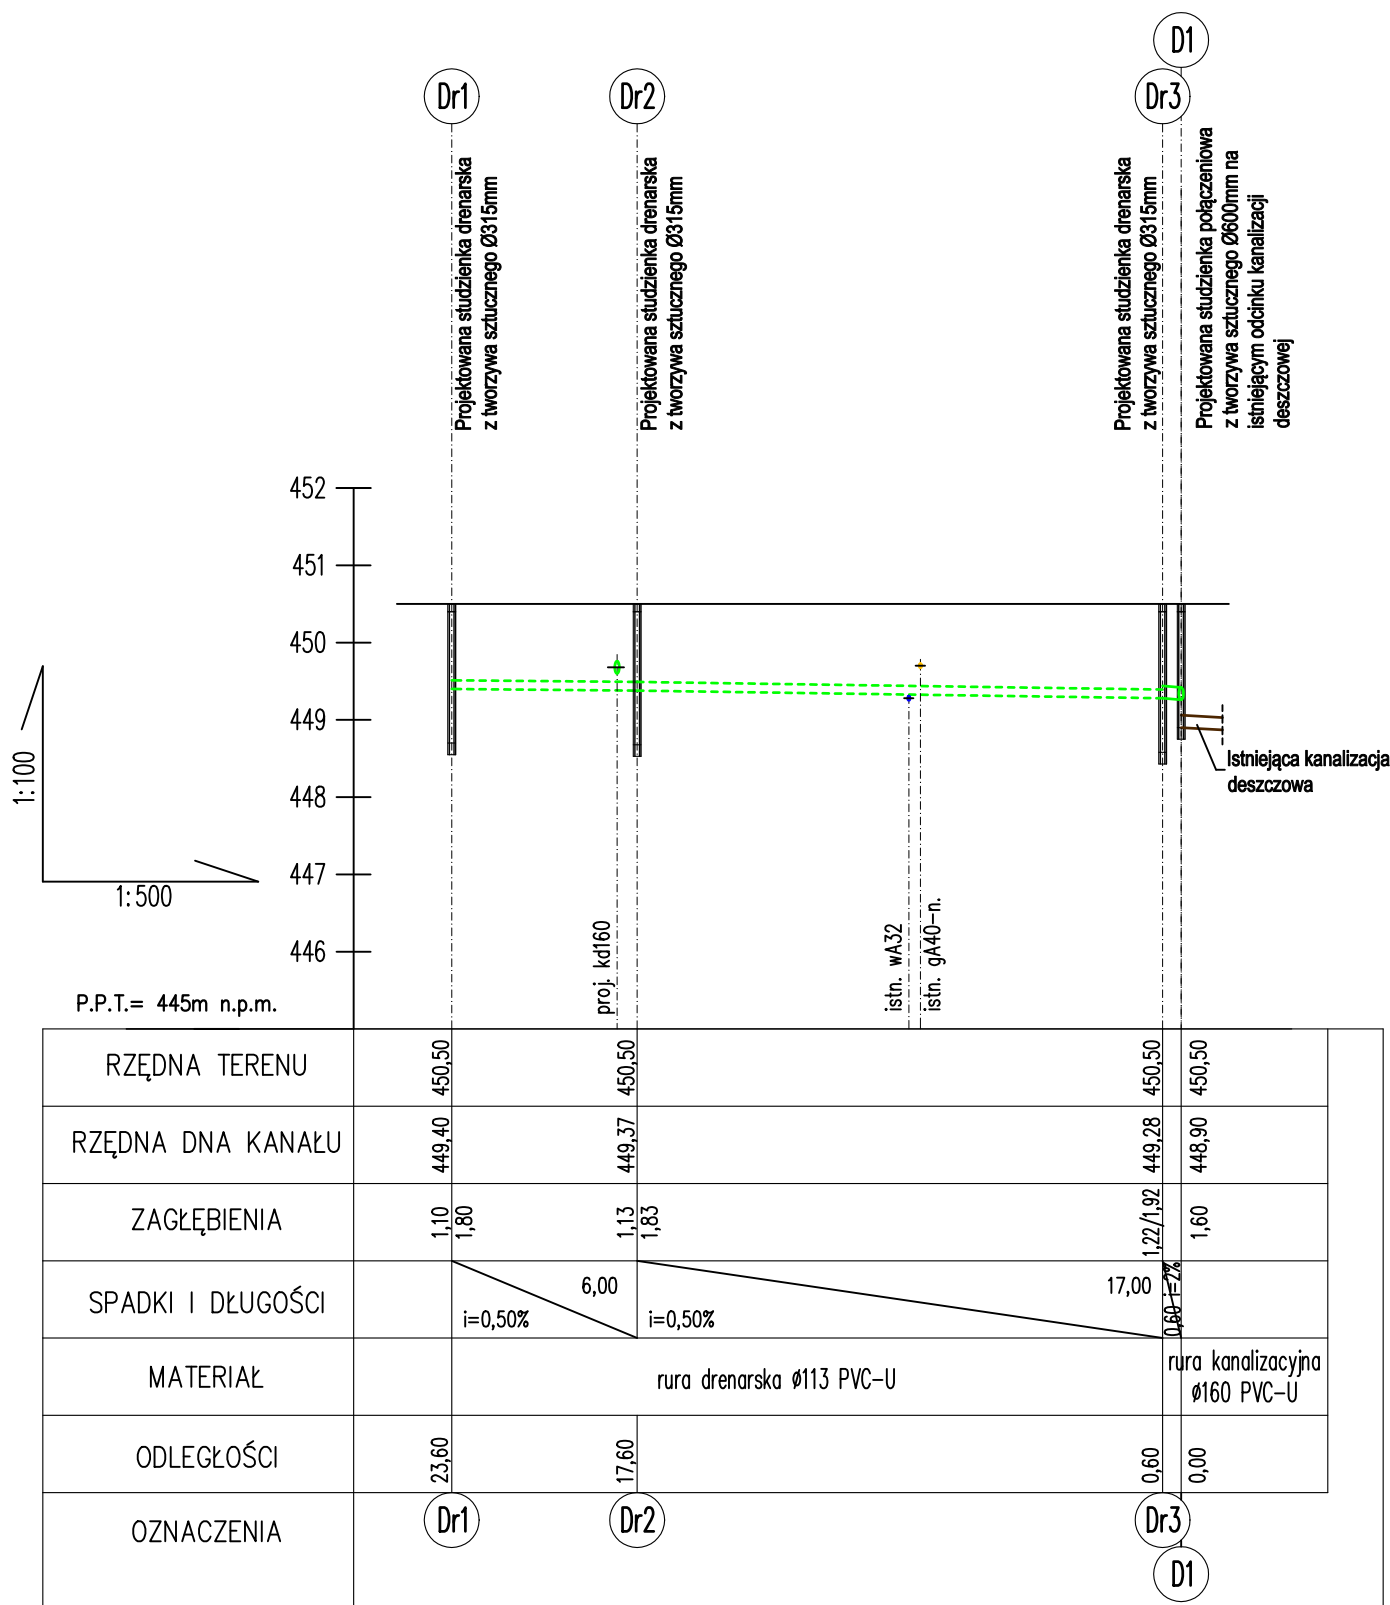 D1
Dr1
Dr2
Dr3
Projektowana studzienka drenarska
z tworzywa sztucznego Ø315mm
Projektowana studzienka drenarska
z tworzywa sztucznego Ø315mm
Projektowana studzienka drenarska
z tworzywa sztucznego Ø315mm
Projektowana studzienka połączeniowa
z tworzywa sztucznego Ø600mm na
istniejącym odcinku kanalizacji
deszczowej
452
451
450
449
448
447
446
1:100
1:500
Istniejąca kanalizacja
deszczowa
proj. kd160
istn. wA32
istn. gA40-n.
P.P.T.= 445m n.p.m.
RZĘDNA TERENU
450,50
450,50
450,50
450,50
RZĘDNA DNA KANAŁU
449,40
449,37
449,28
448,90
ZAGŁĘBIENIA
1,10
1,80
1,13
1,83
1,22/1,92
1,60
SPADKI I DŁUGOŚCI
6,00
i=0,50%
17,00
i=0,50%
0,60 i=2%
MATERIAŁ
rura drenarska ø113 PVC-U
rura kanalizacyjna
ø160 PVC-U
ODLEGŁOŚCI
23,60
17,60
0,60
0,00
OZNACZENIA
Dr1
Dr2
Dr3
D1